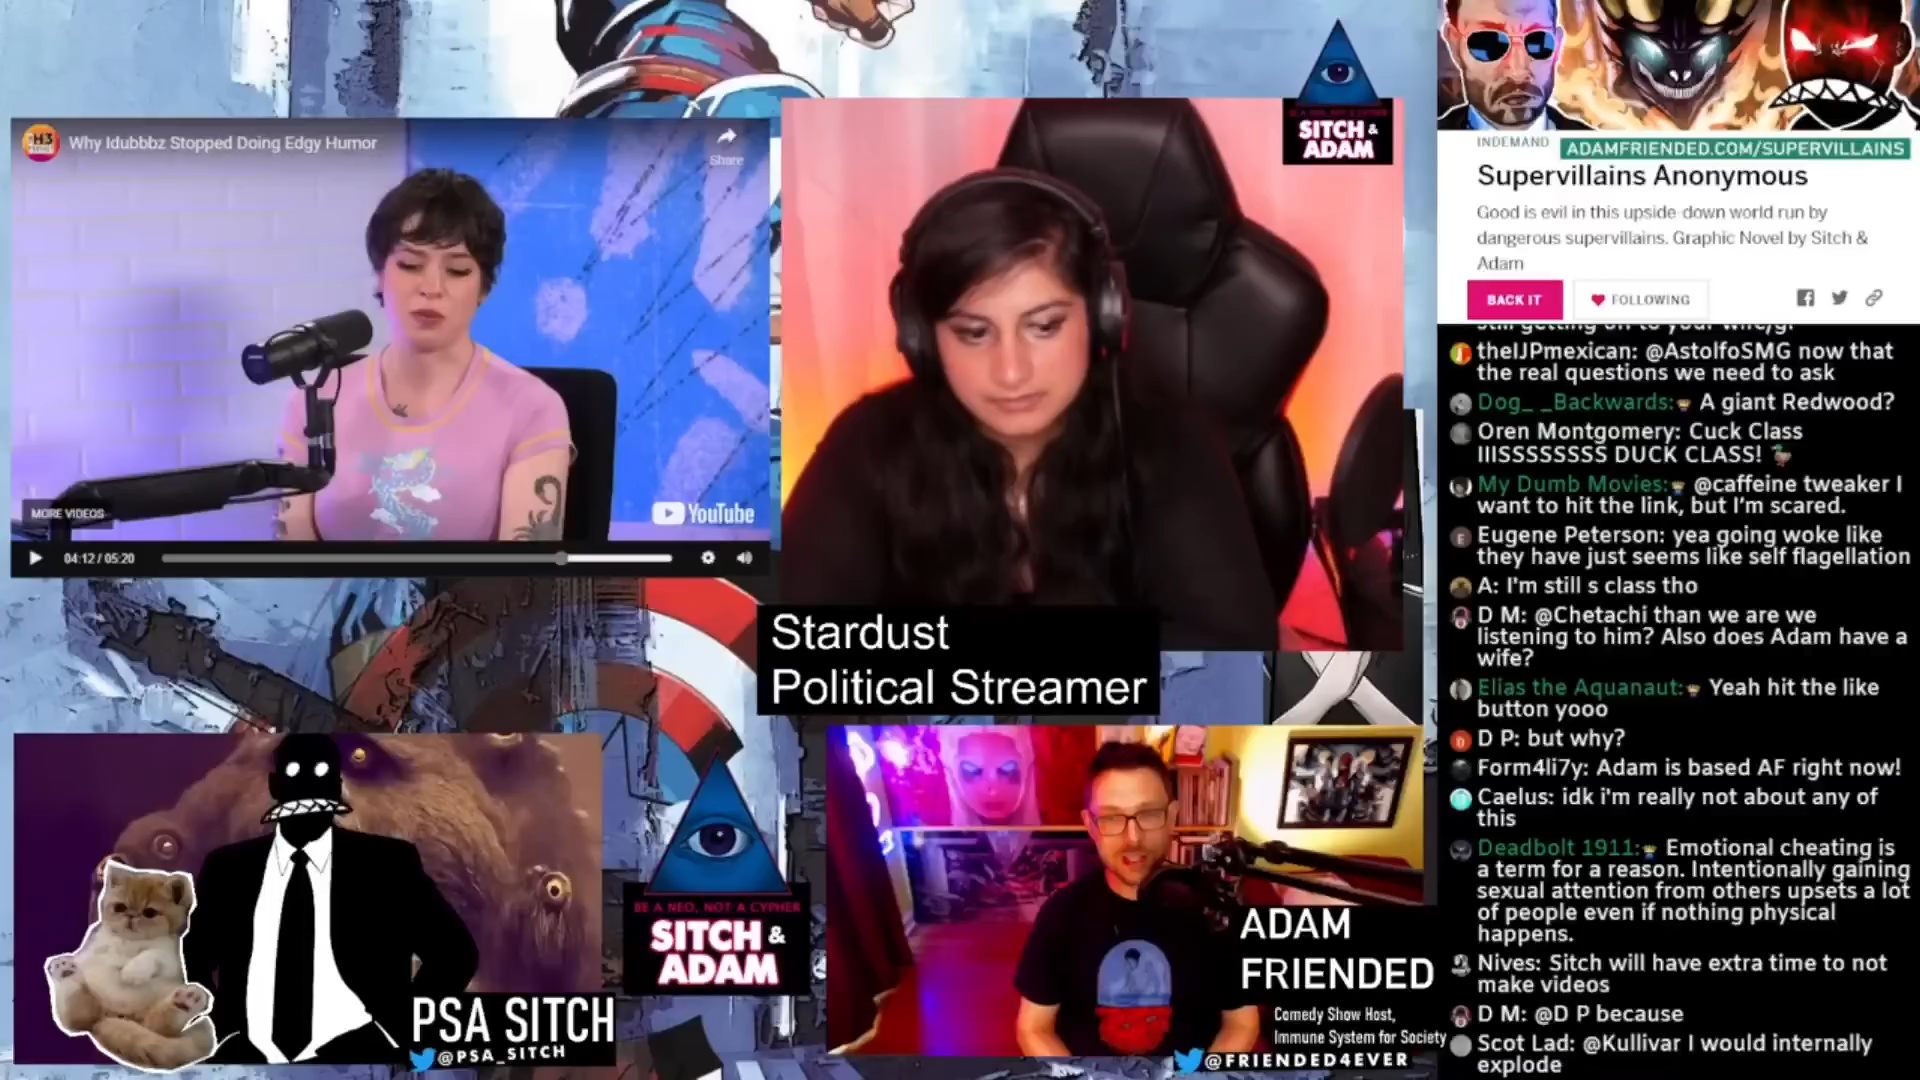 H3
Why Idubbbz Stopped Doing Edgy Humor
Share
MORE VIDEOS
YouTube
04:12 / 05:20
SITCH &
ADAM
Stardust
Political Streamer
PSA SITCH
@PSA_SITCH
BE A NEO, NOT A CYPHER
SITCH &
ADAM
ADAM
FRIENDED
Comedy Show Host,
Immune System for Society
@FRIENDED4EVER
INDEMAND
ADAMFRIENDED.COM/SUPERVILLAINS
Supervillains Anonymous
Good is evil in this upside-down world run by
dangerous supervillains. Graphic Novel by Sitch &
Adam
BACK IT
FOLLOWING
still getting on to your wife/gf
theIJPmexican: @AstolfoSMG now that
the real questions we need to ask
Dog_ _Backwards: A giant Redwood?
Oren Montgomery: Cuck Class
IIISSSSSSSS DUCK CLASS!
My Dumb Movies: @caffeine tweaker I
want to hit the link, but I'm scared.
Eugene Peterson: yea going woke like
they have just seems like self flagellation
A: I'm still s class tho
D M: @Chetachi than we are we
listening to him? Also does Adam have a
wife?
Elias the Aquanaut: Yeah hit the like
button yooo
D P: but why?
Form4li7y: Adam is based AF right now!
Caelus: idk i'm really not about any of
this
Deadbolt 1911: Emotional cheating is
a term for a reason. Intentionally gaining
sexual attention from others upsets a lot
of people even if nothing physical
happens.
Nives: Sitch will have extra time to not
make videos
D M: @D P because
Scot Lad: @Kullivar I would internally
explode